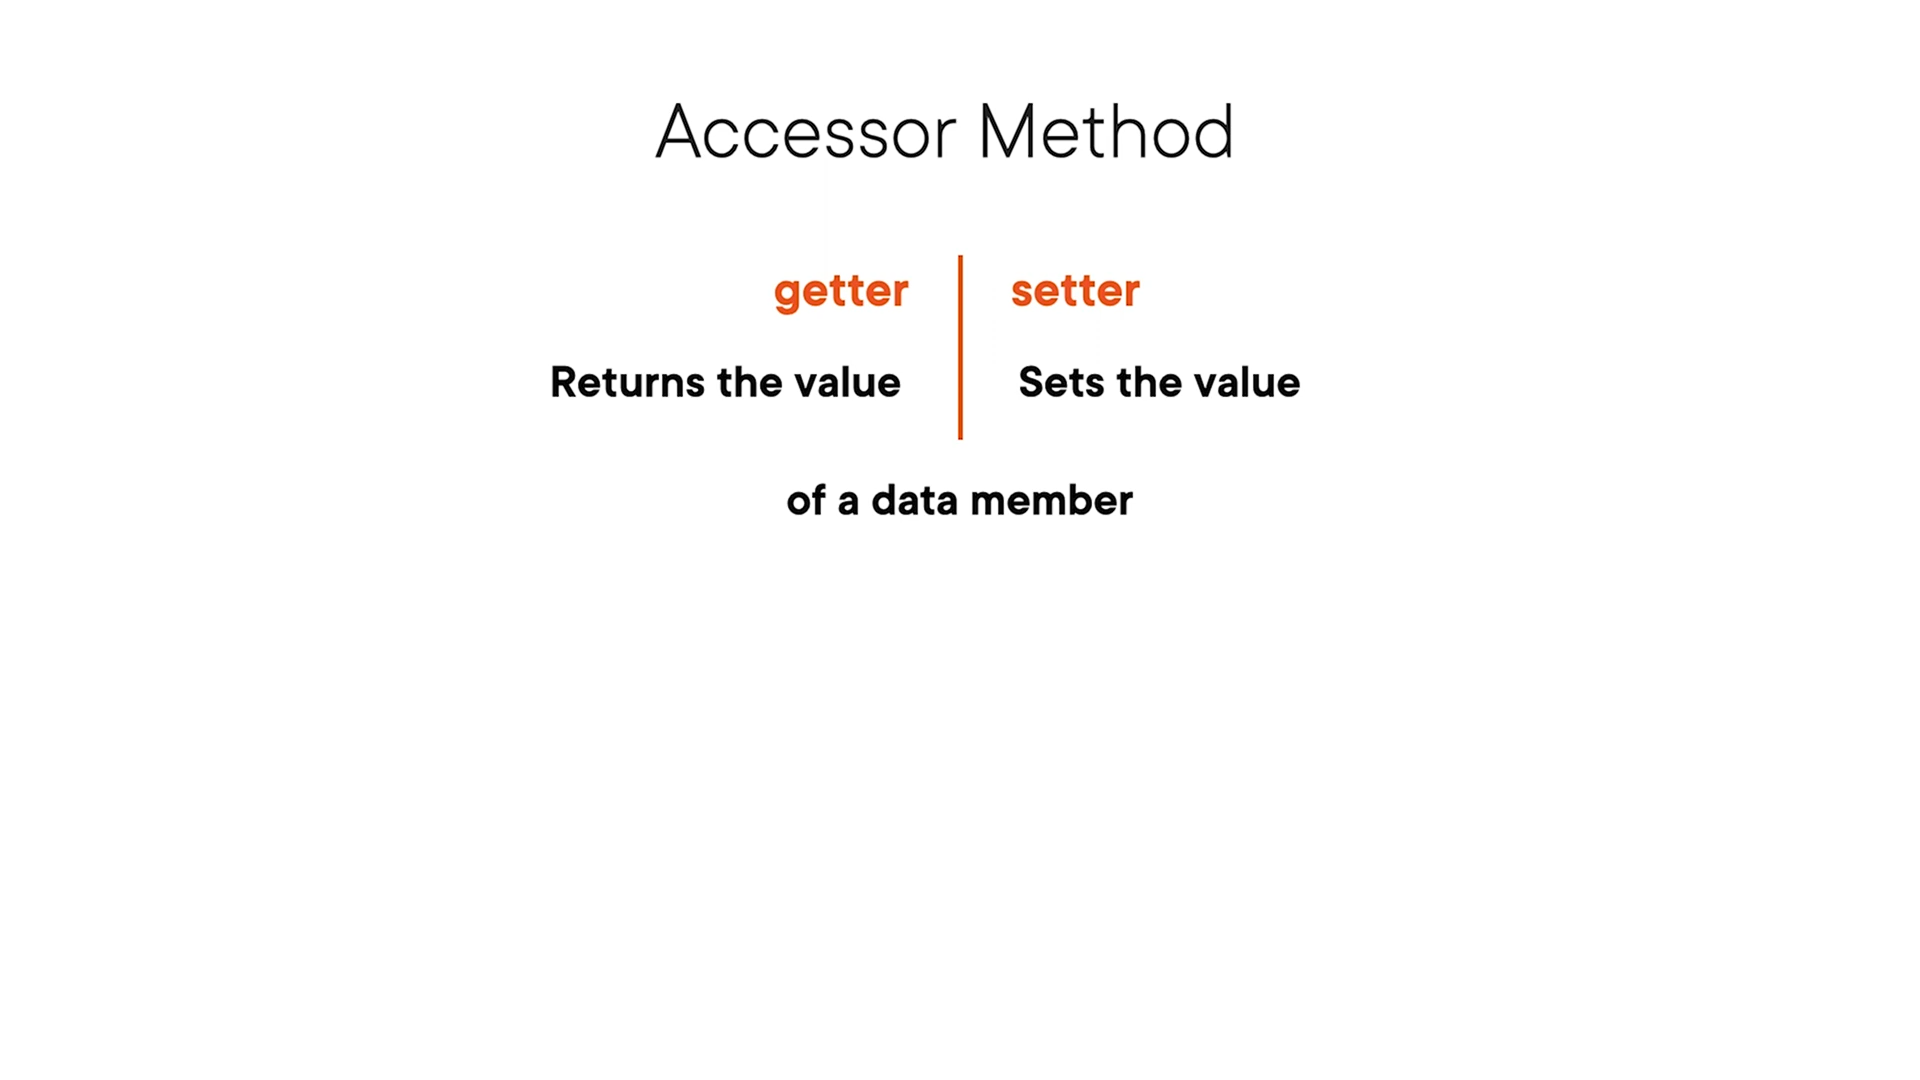 Accessor Method
getter
setter
Returns the value
Sets the value
of a data member